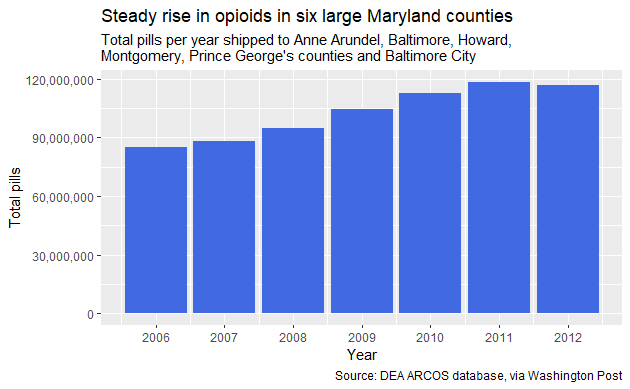 Steady rise in opioids in six large Maryland counties
Total pills per year shipped to Anne Arundel, Baltimore, Howard,
Montgomery, Prince George's counties and Baltimore City
120,000,000
90,000,000
60,000,000
30,000,000
0
Total pills
2006 2007 2008 2009 2010 2011 2012
Year
Source: DEA ARCOS database, via Washington Post